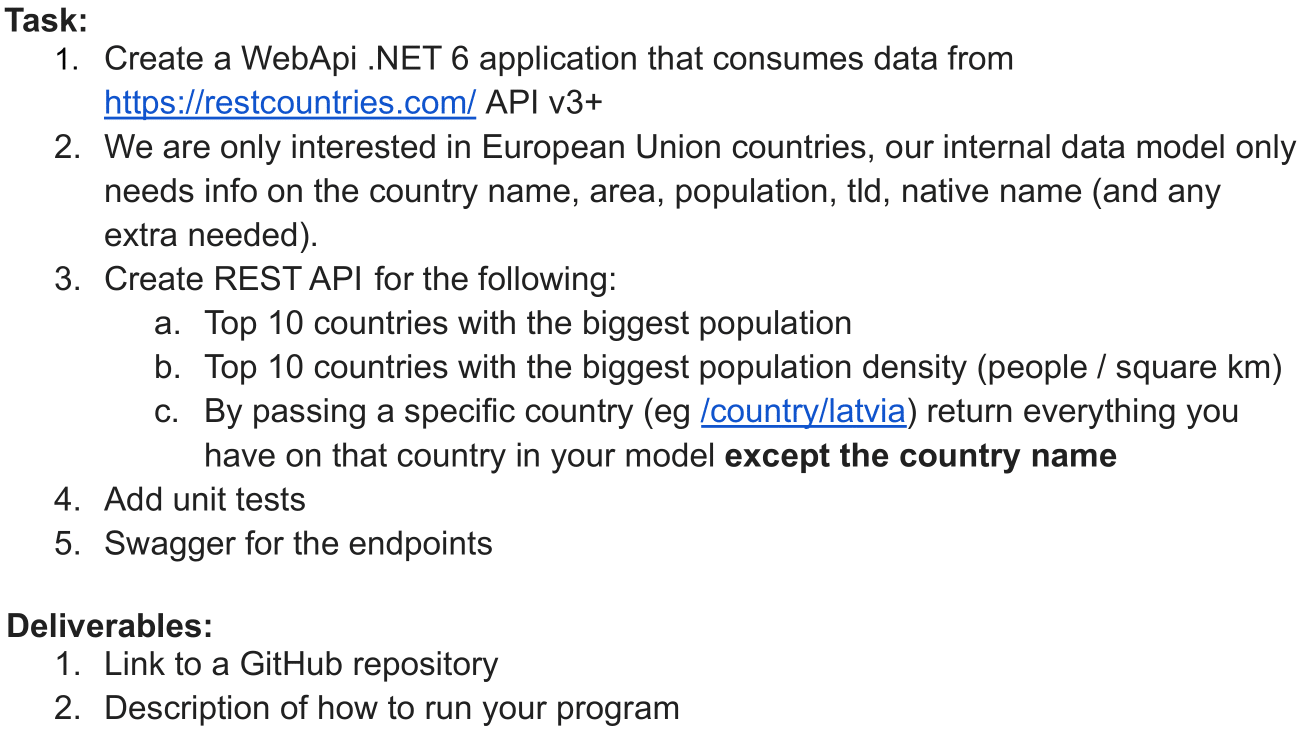 Task:
1. Create a WebApi .NET 6 application that consumes data from
https://restcountries.com/ API v3+
2. We are only interested in European Union countries, our internal data model only
needs info on the country name, area, population, tld, native name (and any
extra needed).
3. Create REST API for the following:
a. Top 10 countries with the biggest population
b. Top 10 countries with the biggest population density (people / square km)
c. By passing a specific country (eg /country/latvia) return everything you
have on that country in your model except the country name
4. Add unit tests
5. Swagger for the endpoints
Deliverables:
1. Link to a GitHub repository
2. Description of how to run your program